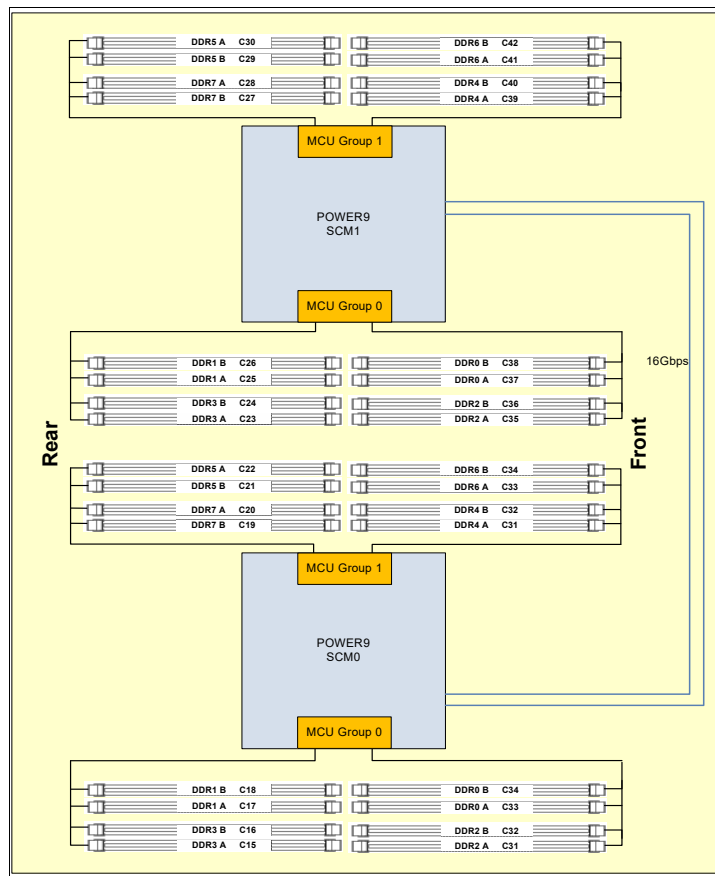 DDR5 A C30
DDR6 B C42
DDR5 B C29
DDR6 A C41
DDR7 A C28
DDR4 B C40
DDR7 B C27
DDR4 A C39
MCU Group 1
POWER9
SCM1
MCU Group 0
DDR1 B C26
DDR0 B C38
16Gbps
DDR1 A C25
DDR0 A C37
DDR3 B C24
DDR2 B C36
DDR3 A C23
DDR2 A C35
Rear
Front
DDR5 A C22
DDR6 B C34
DDR5 B C21
DDR6 A C33
DDR7 A C20
DDR4 B C32
DDR7 B C19
DDR4 A C31
MCU Group 1
POWER9
SCM0
MCU Group 0
DDR1 B C18
DDR0 B C34
DDR1 A C17
DDR0 A C33
DDR3 B C16
DDR2 B C32
DDR3 A C15
DDR2 A C31